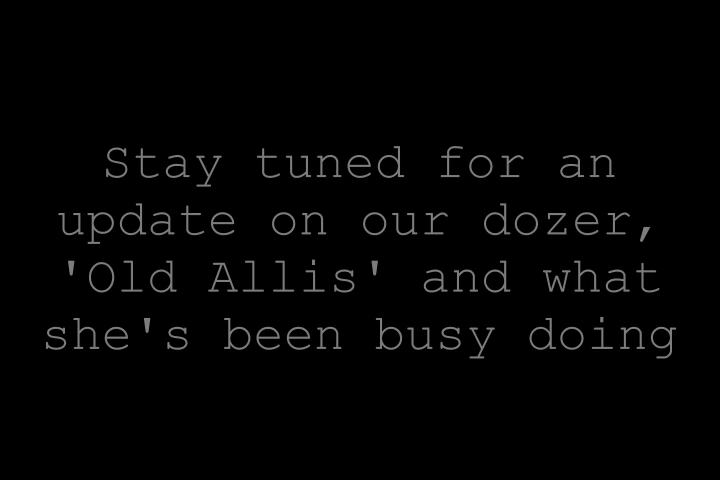 Stay tuned for an
update on our dozer,
'Old Allis' and what
she's been busy doing